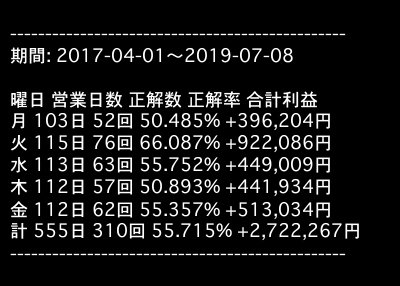 ------------------------------------------------
期間: 2017-04-01〜2019-07-08
曜日 営業日数 正解数 正解率 合計利益
月 103日 52回 50.485% +396,204円
火 115日 76回 66.087% +922,086円
水 113日 63回 55.752% +449,009円
木 112日 57回 50.893% +441,934円
金 112日 62回 55.357% +513,034円
計 555日 310回 55.715% +2,722,267円
------------------------------------------------